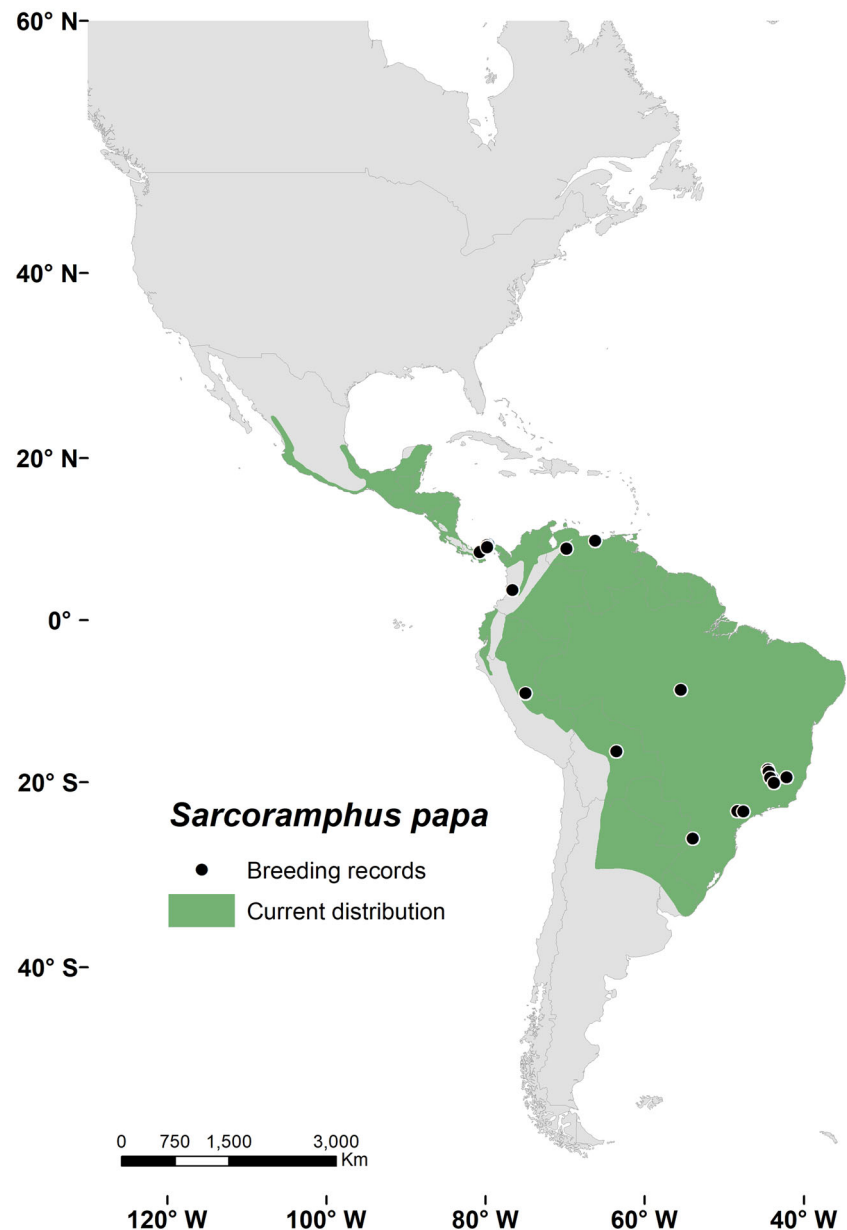 60° N
40° N
20° N
0°
20° S
Sarcoramphus papa
Breeding records
Current distribution
40° S
0 750 1,500 3,000
Km
120° W 100° W 80° W 60° W 40° W